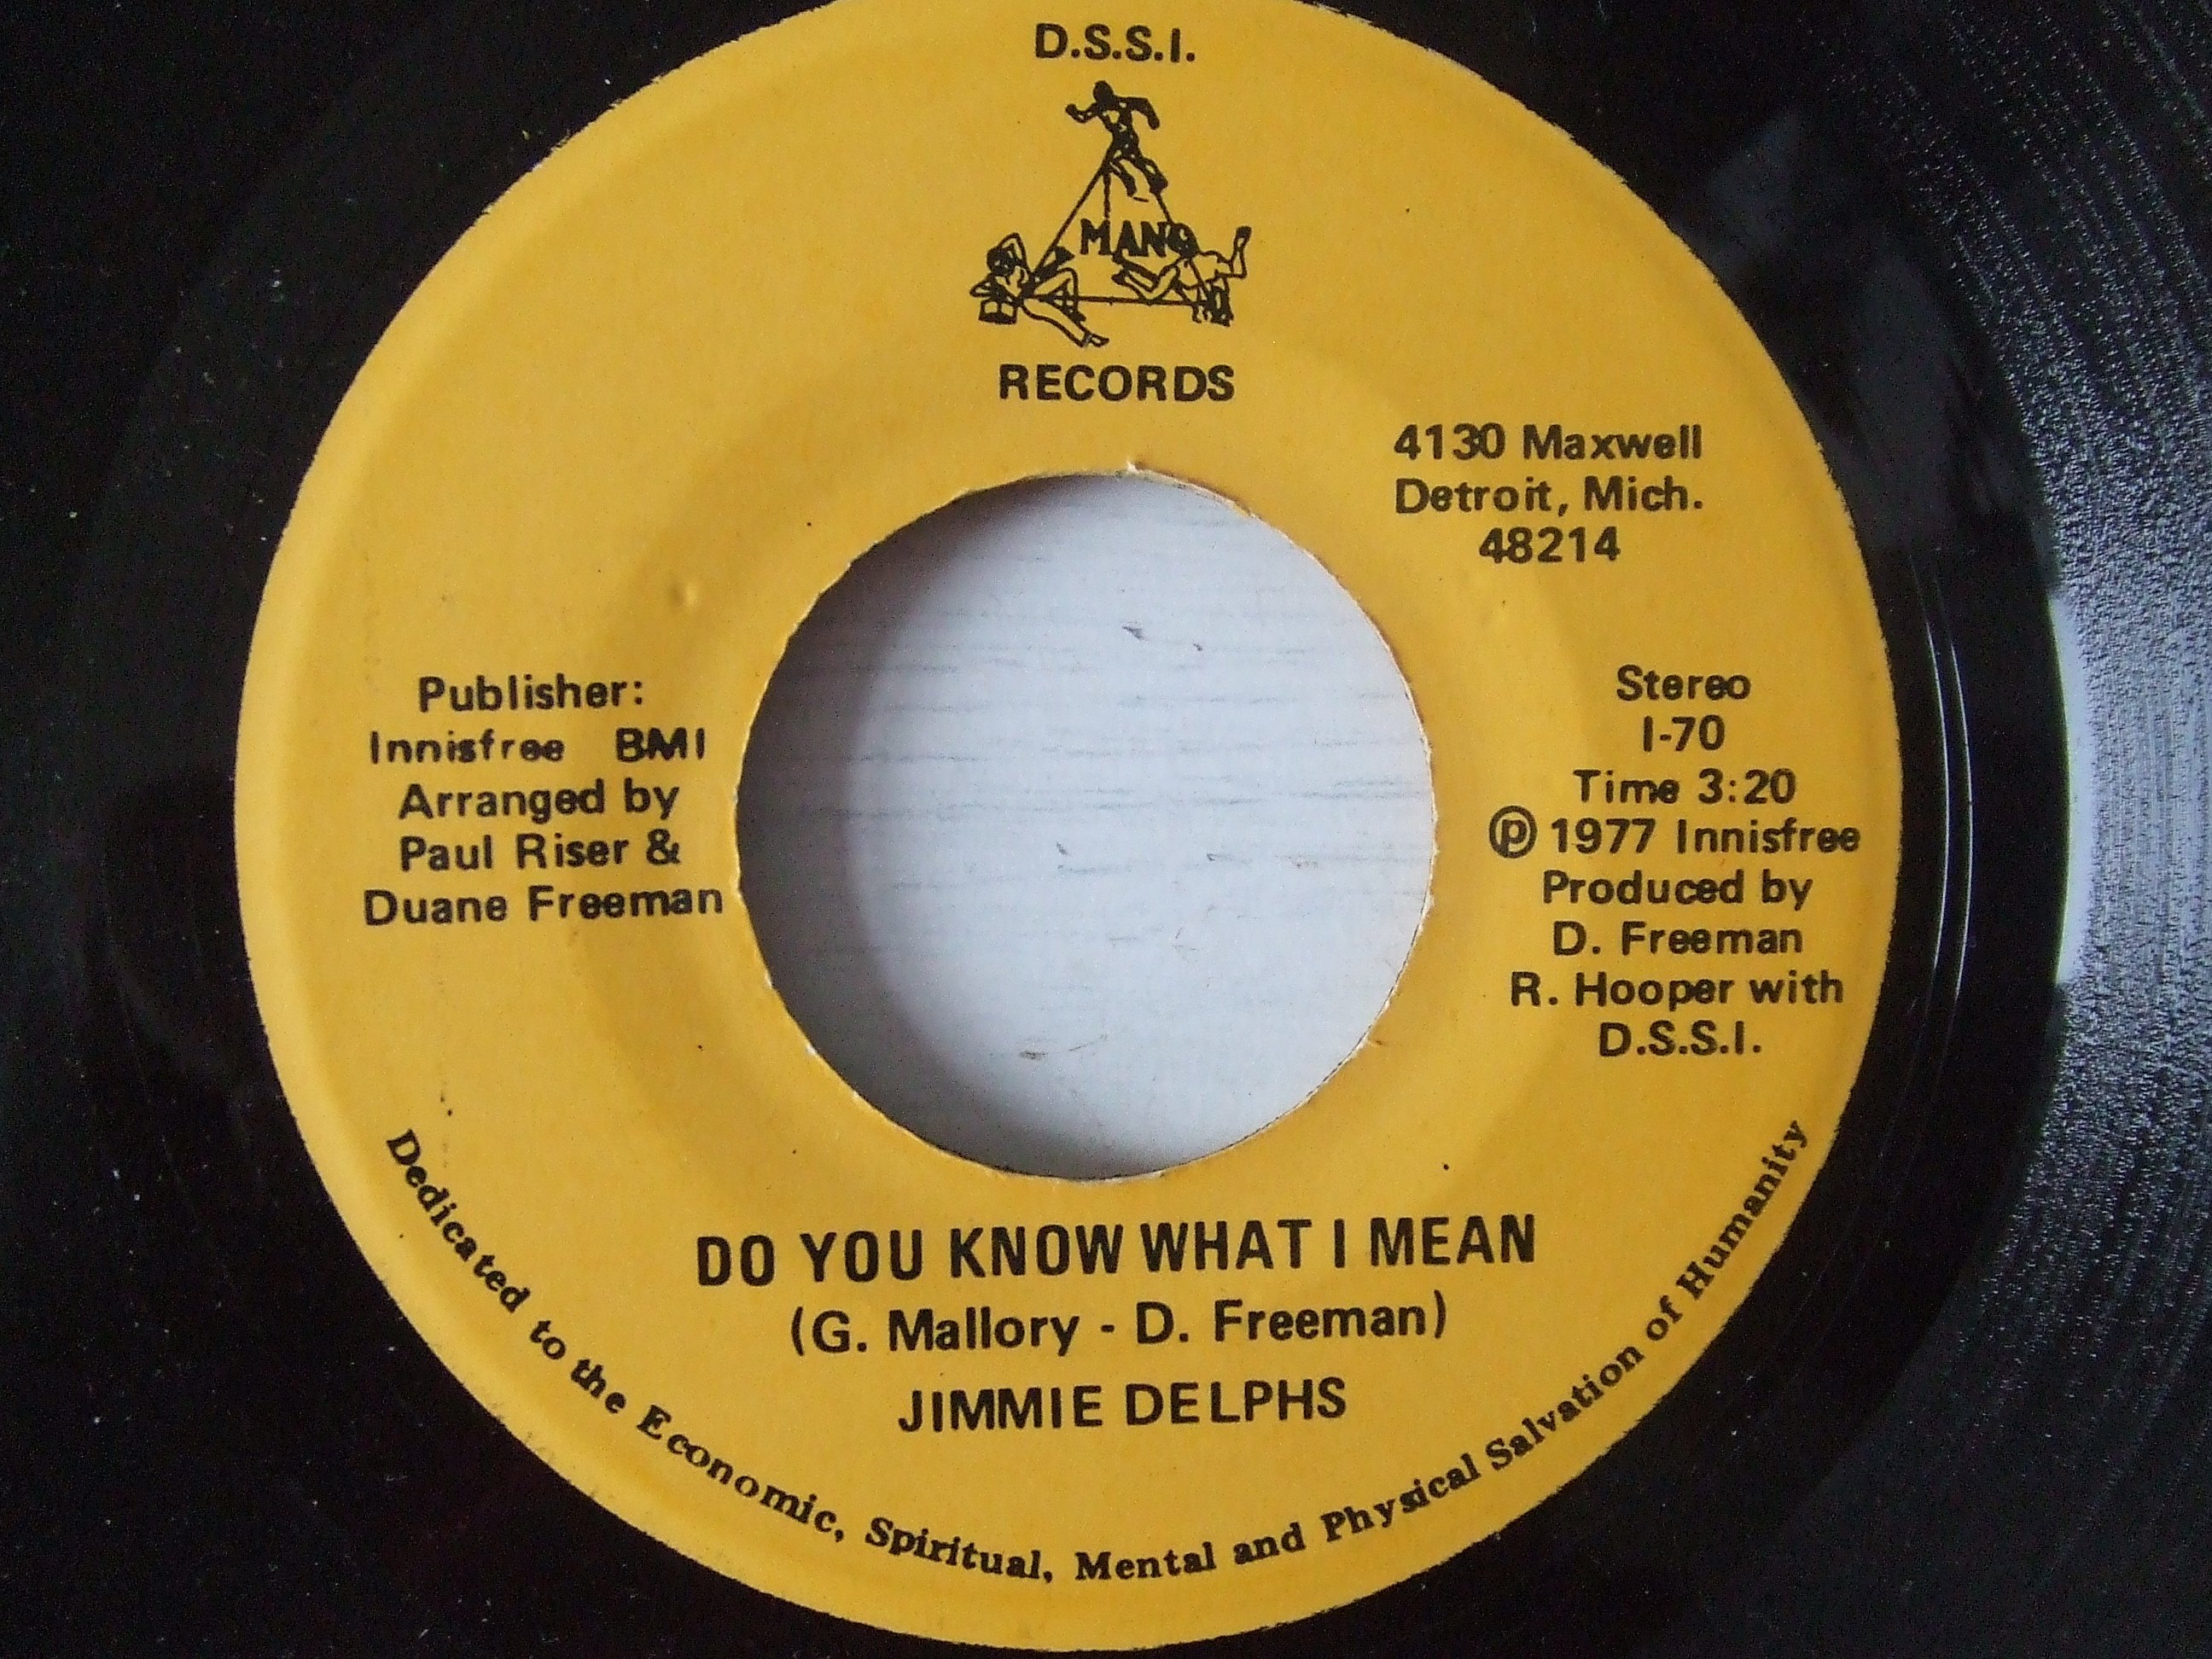 D.S.S.I.
MANO
RECORDS
4130 Maxwell
Detroit, Mich.
48214
Publisher:
Innisfree BMI
Arranged by
Paul Riser &
Duane Freeman
Stereo
I-70
Time 3:20
℗ 1977 Innisfree
Produced by
D. Freeman
R. Hooper with
D.S.S.I.
DO YOU KNOW WHAT I MEAN
(G. Mallory - D. Freeman)
JIMMIE DELPHS
Dedicated to the Economic, Spiritual, Mental and Physical Salvation of Humanity